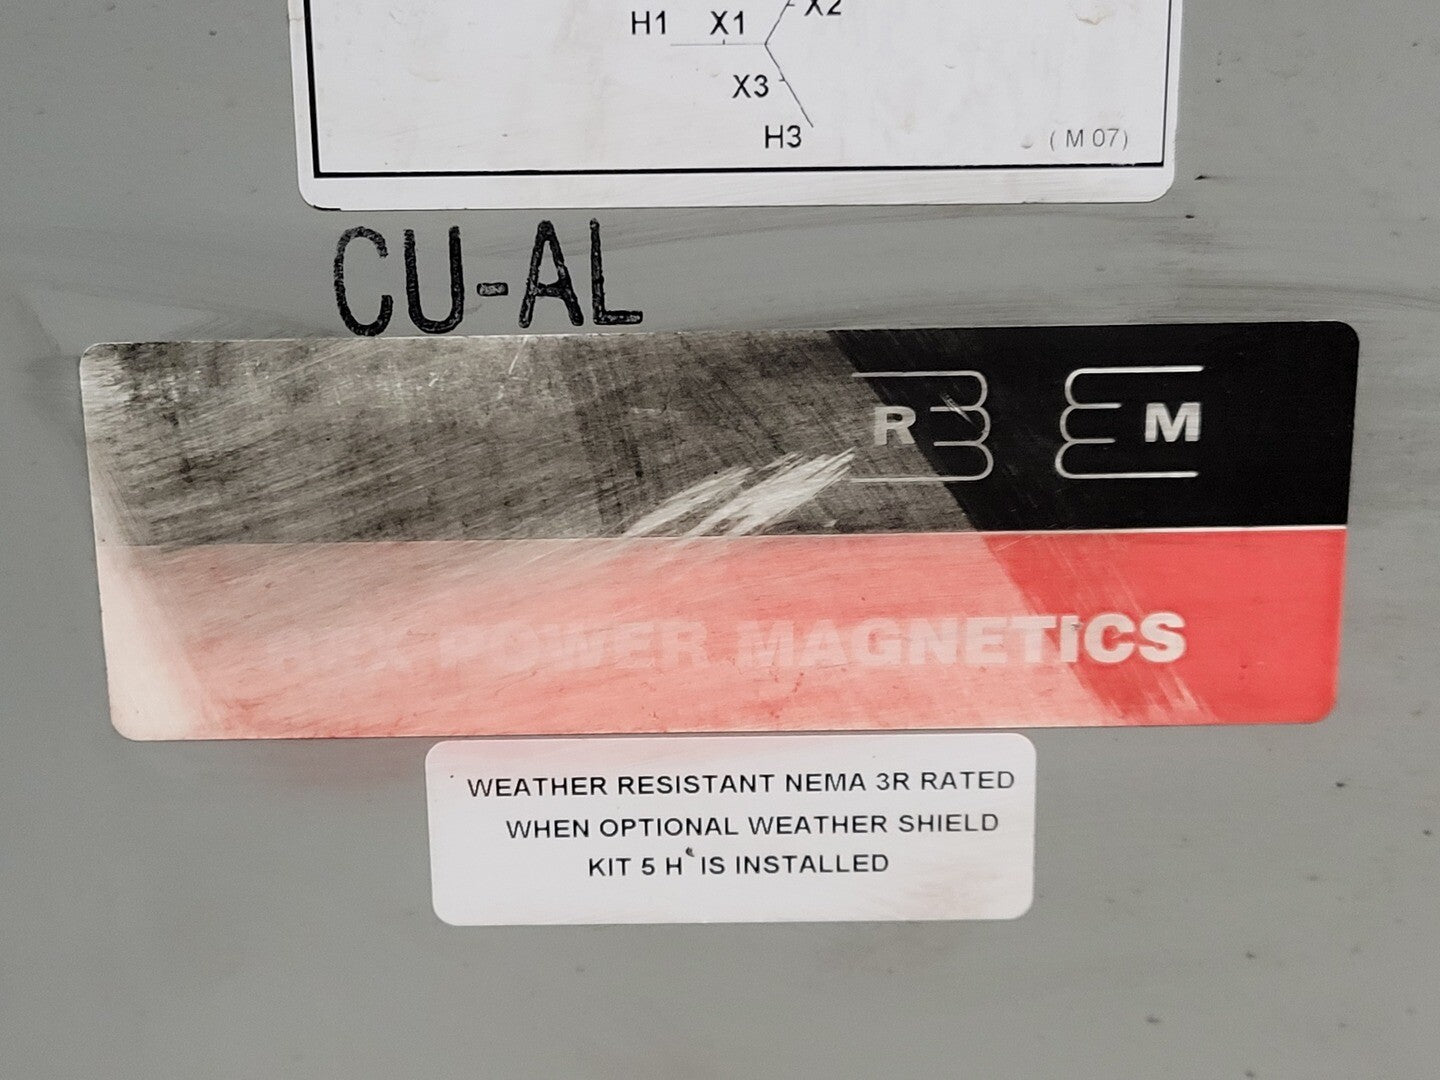 X2
H1 X1
X3
H3
( M 07)
CU-AL
R M
POWER MAGNETICS
WEATHER RESISTANT NEMA 3R RATED
WHEN OPTIONAL WEATHER SHIELD
KIT 5 H IS INSTALLED